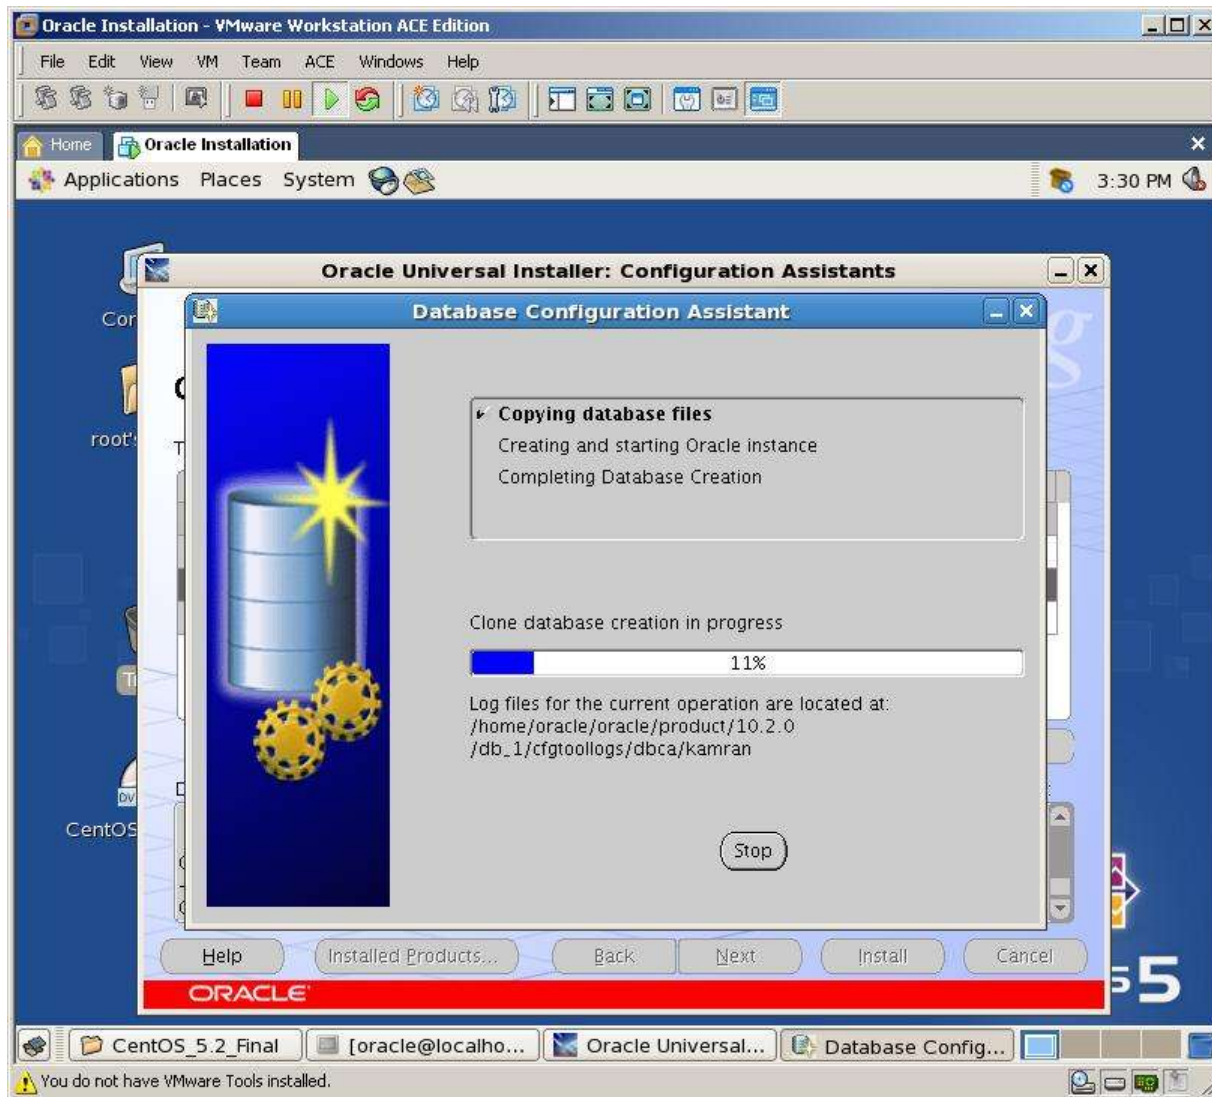 Oracle Installation - VMware Workstation ACE Edition
File Edit View VM Team ACE Windows Help
Home Oracle Installation
Applications Places System 3:30 PM
Oracle Universal Installer: Configuration Assistants
Database Configuration Assistant
Copying database files
Creating and starting Oracle instance
Completing Database Creation
Clone database creation in progress
11%
Log files for the current operation are located at:
/home/oracle/oracle/product/10.2.0
/db_1/cfgtoollogs/dbca/kamran
Stop
root's
CentOS
Help Installed Products... Back Next Install Cancel
ORACLE
5
CentOS_5.2_Final [oracle@localho... Oracle Universal... Database Config...
You do not have VMware Tools installed.